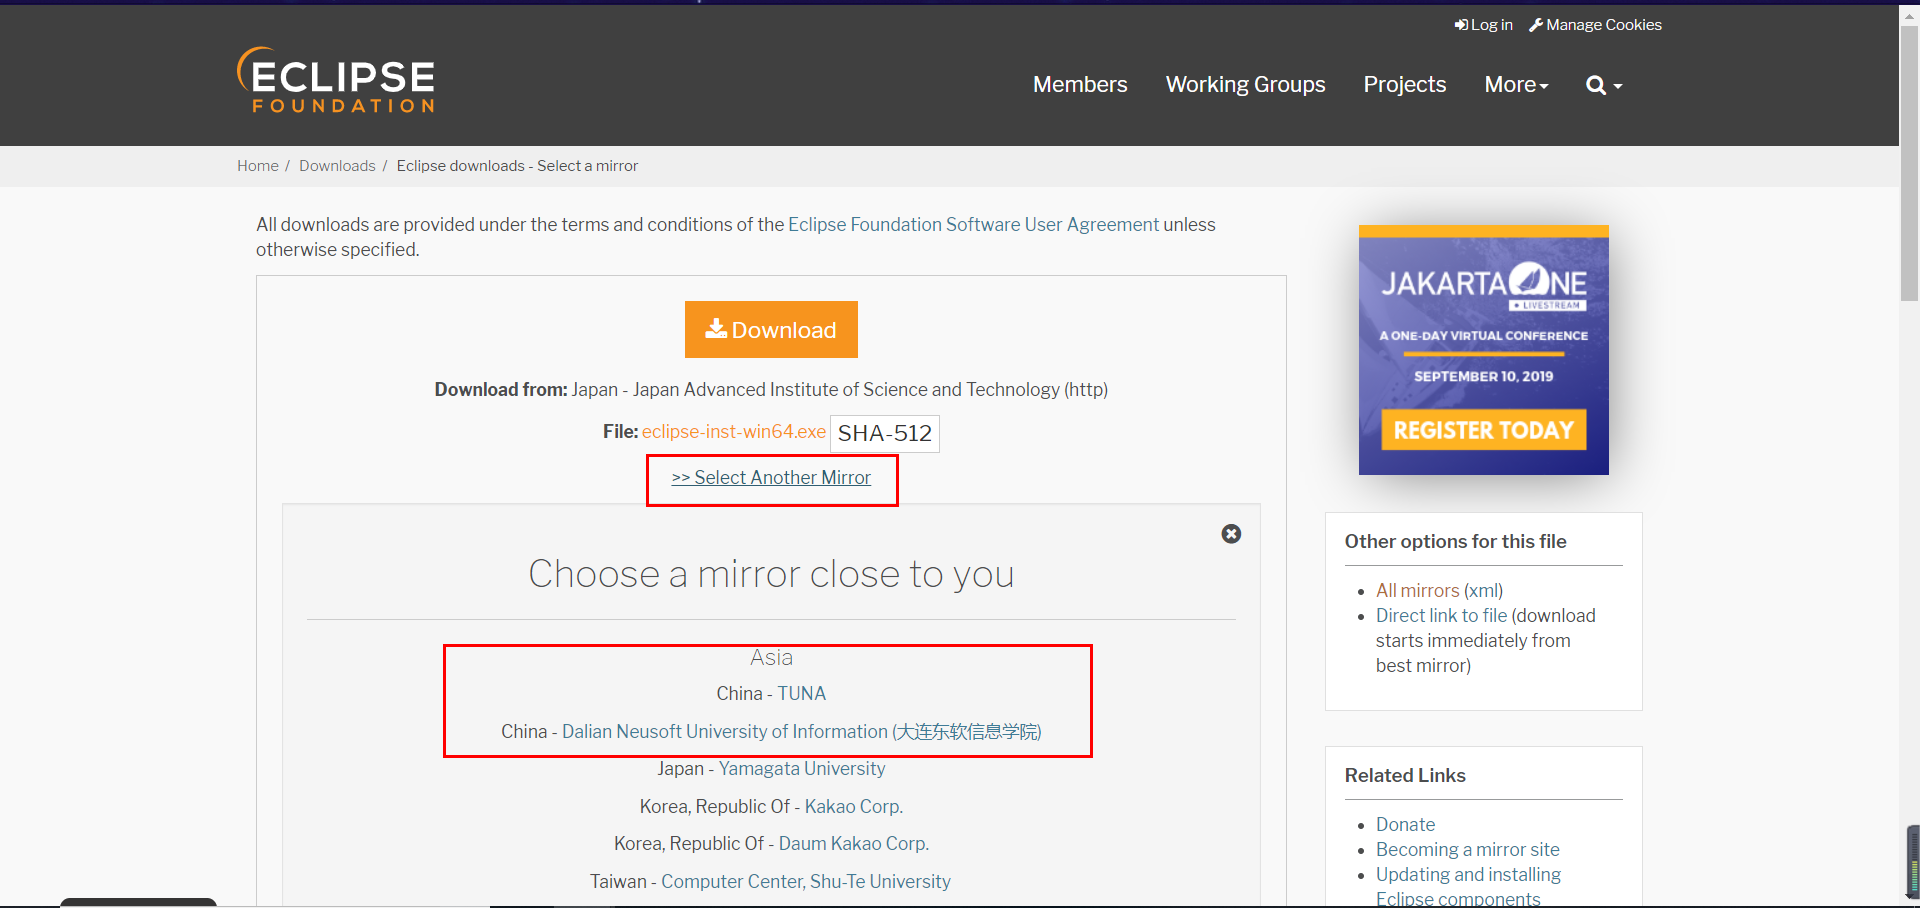 Log in Manage Cookies
ECLIPSE
FOUNDATION
Members Working Groups Projects More
Home / Downloads / Eclipse downloads - Select a mirror
All downloads are provided under the terms and conditions of the Eclipse Foundation Software User Agreement unless
otherwise specified.
Download
Download from: Japan - Japan Advanced Institute of Science and Technology (http)
File: eclipse-inst-win64.exe SHA-512
>> Select Another Mirror
Choose a mirror close to you
Asia
China - TUNA
China - Dalian Neusoft University of Information (大连东软信息学院)
Japan - Yamagata University
Korea, Republic Of - Kakao Corp.
Korea, Republic Of - Daum Kakao Corp.
Taiwan - Computer Center, Shu-Te University
JAKARTAONE
LIVESTREAM
A ONE-DAY VIRTUAL CONFERENCE
SEPTEMBER 10, 2019
REGISTER TODAY
Other options for this file
All mirrors (xml)
Direct link to file (download
starts immediately from
best mirror)
Related Links
Donate
Becoming a mirror site
Updating and installing
Eclipse components